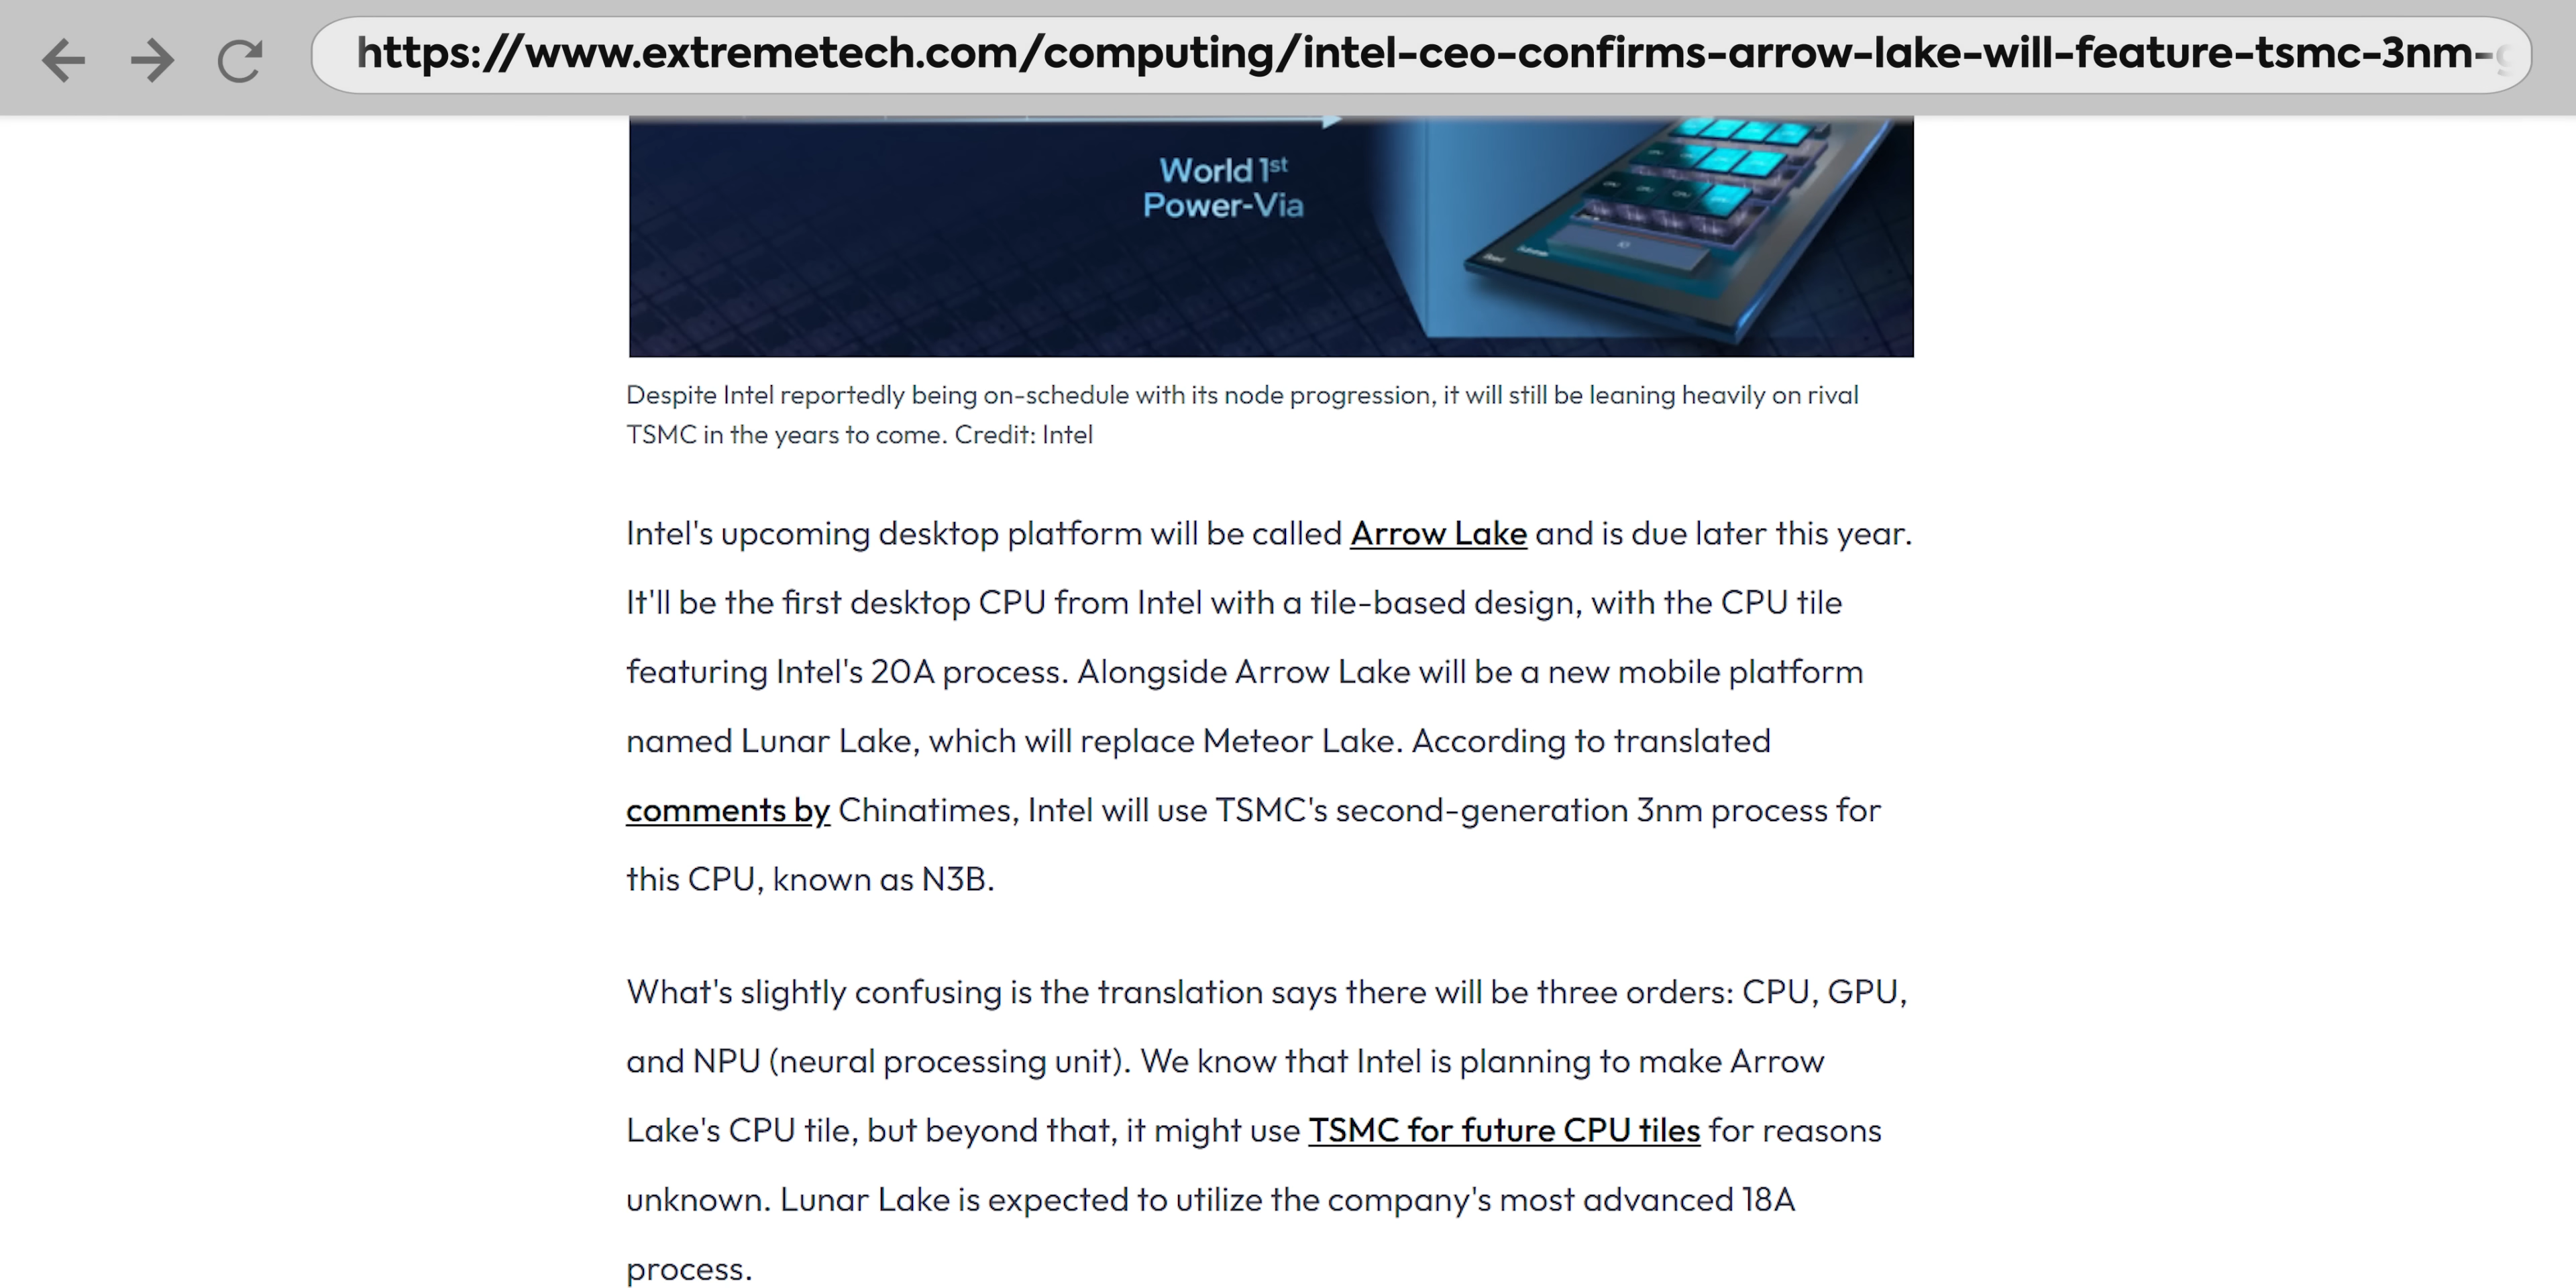 https://www.extremetech.com/computing/intel-ceo-confirms-arrow-lake-will-feature-tsmc-3nm-
World 1st
Power-Via
Despite Intel reportedly being on-schedule with its node progression, it will still be leaning heavily on rival
TSMC in the years to come. Credit: Intel
Intel's upcoming desktop platform will be called Arrow Lake and is due later this year.
It'll be the first desktop CPU from Intel with a tile-based design, with the CPU tile
featuring Intel's 20A process. Alongside Arrow Lake will be a new mobile platform
named Lunar Lake, which will replace Meteor Lake. According to translated
comments by Chinatimes, Intel will use TSMC's second-generation 3nm process for
this CPU, known as N3B.
What's slightly confusing is the translation says there will be three orders: CPU, GPU,
and NPU (neural processing unit). We know that Intel is planning to make Arrow
Lake's CPU tile, but beyond that, it might use TSMC for future CPU tiles for reasons
unknown. Lunar Lake is expected to utilize the company's most advanced 18A
process.